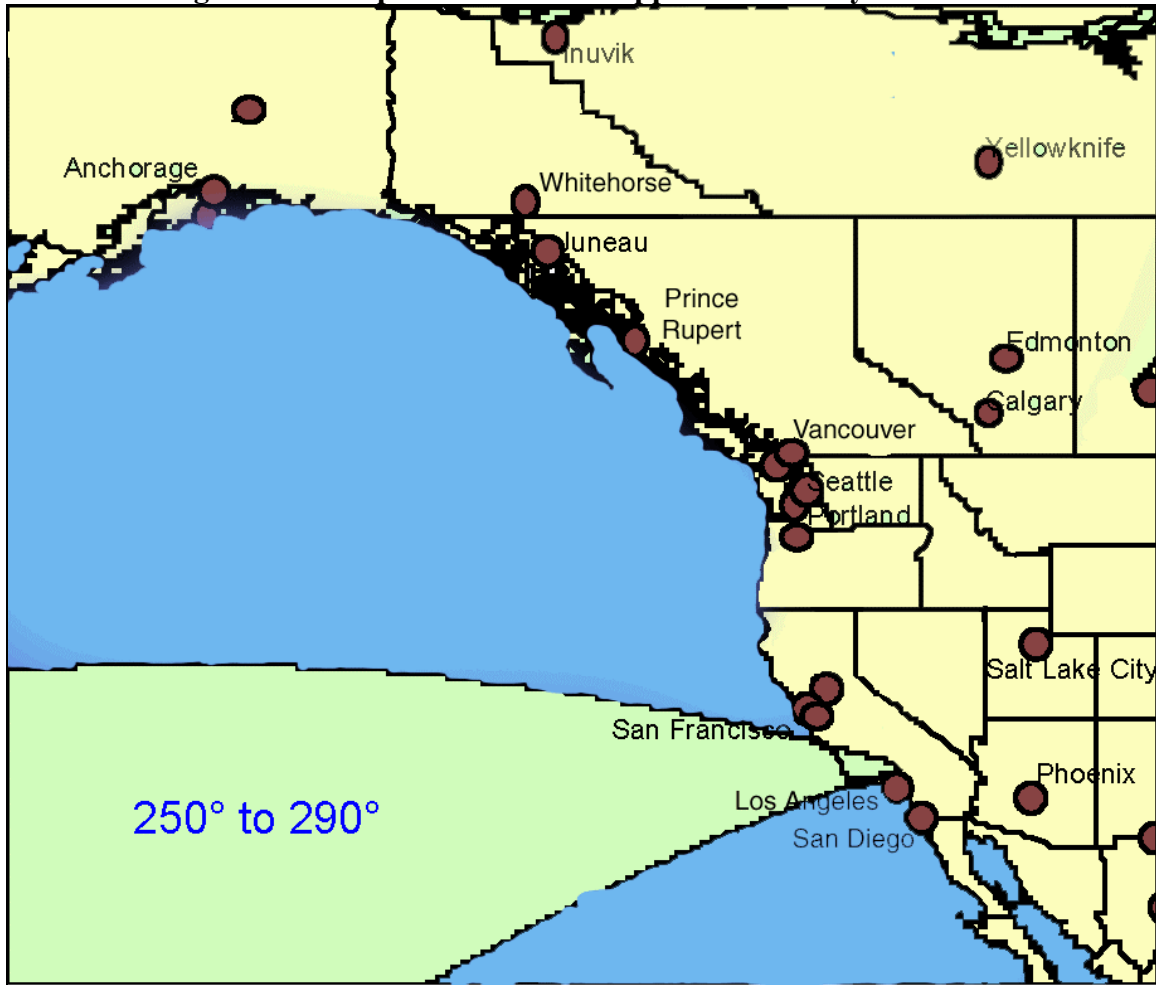 Inuvik
Yellowknife
Anchorage
Whitehorse
Juneau
Prince
Rupert
Edmonton
Calgary
Vancouver
Seattle
Portland
Salt Lake City
San Francisco
Phoenix
Los Angeles
250° to 290°
San Diego